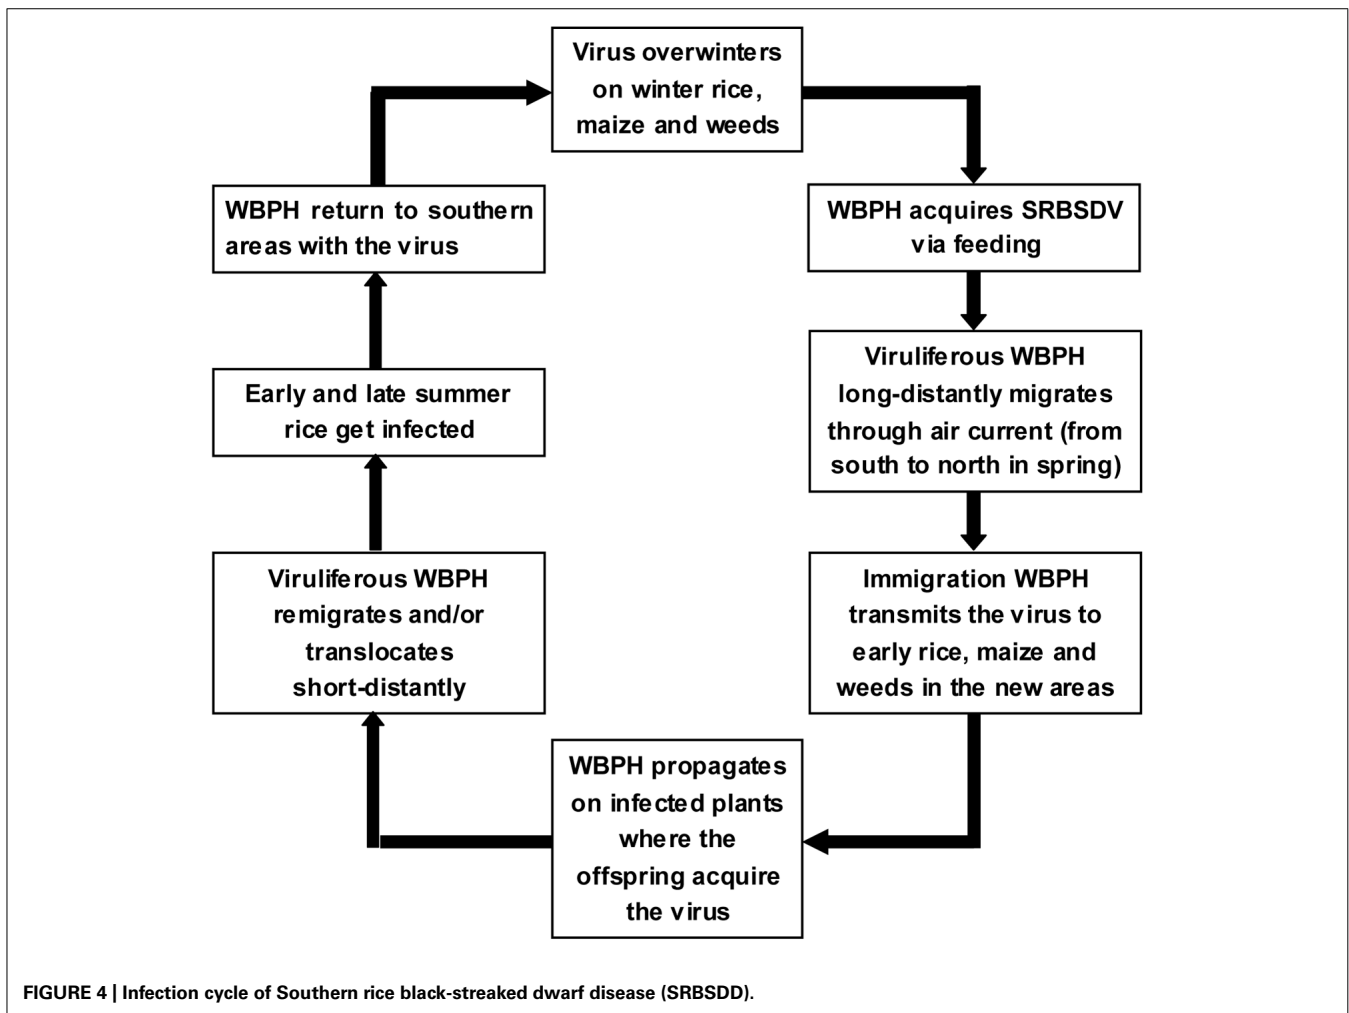 Virus overwinters
on winter rice,
maize and weeds
WBPH acquires SRBSDV
via feeding
Viruliferous WBPH
long-distantly migrates
through air current (from
south to north in spring)
Immigration WBPH
transmits the virus to
early rice, maize and
weeds in the new areas
WBPH propagates
on infected plants
where the
offspring acquire
the virus
Viruliferous WBPH
remigrates and/or
translocates
short-distantly
Early and late summer
rice get infected
WBPH return to southern
areas with the virus
FIGURE 4 | Infection cycle of Southern rice black-streaked dwarf disease (SRBSDD).